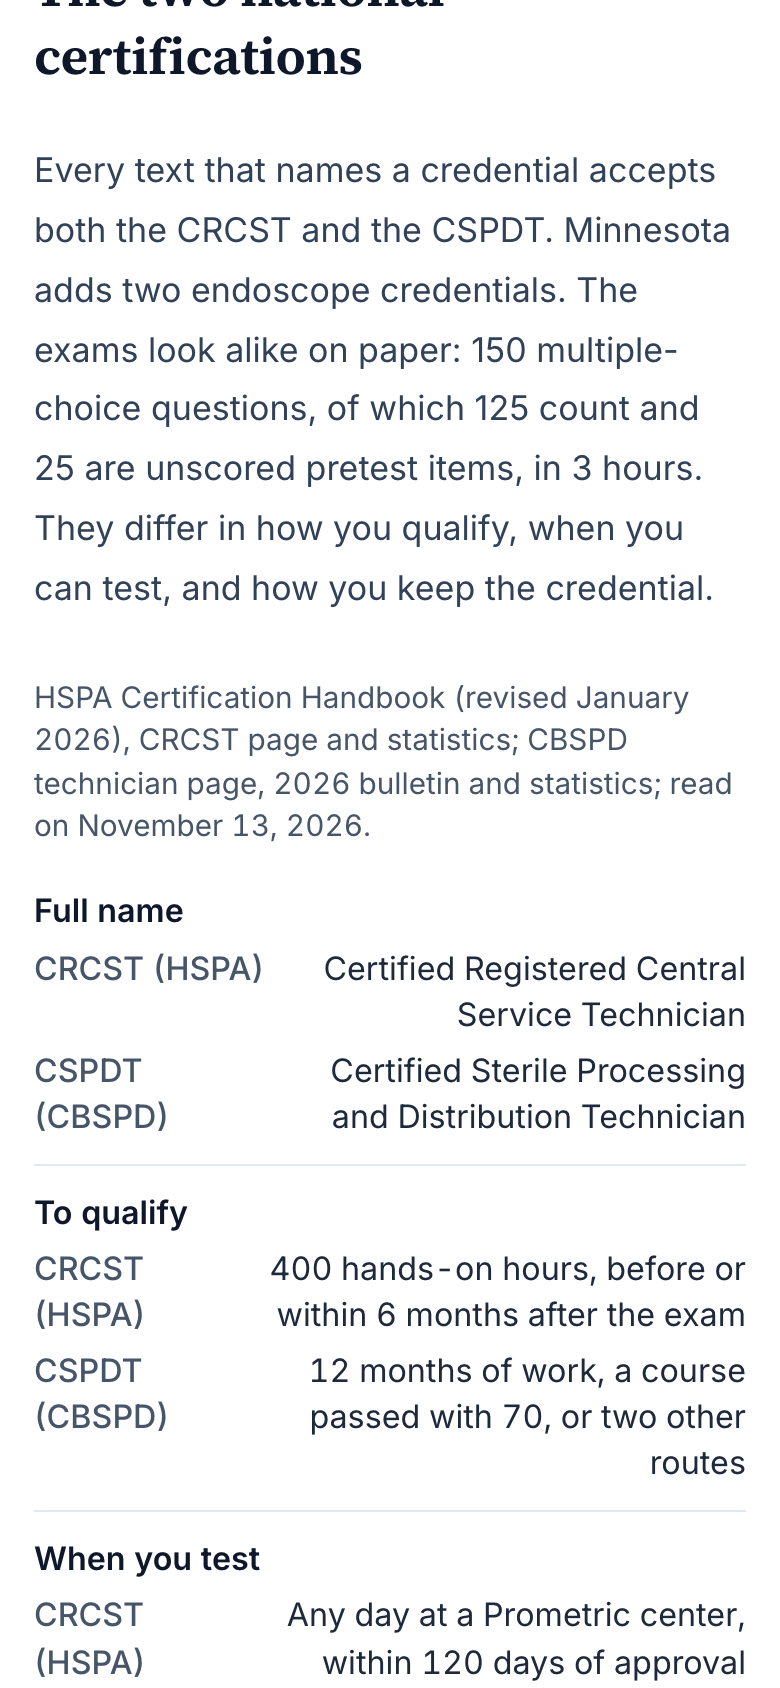 The two national
certifications
Every text that names a credential accepts
both the CRCST and the CSPDT. Minnesota
adds two endoscope credentials. The
exams look alike on paper: 150 multiple-
choice questions, of which 125 count and
25 are unscored pretest items, in 3 hours.
They differ in how you qualify, when you
can test, and how you keep the credential.
HSPA Certification Handbook (revised January
2026), CRCST page and statistics; CBSPD
technician page, 2026 bulletin and statistics; read
on November 13, 2026.
Full name
CRCST (HSPA) Certified Registered Central
Service Technician
CSPDT Certified Sterile Processing
(CBSPD) and Distribution Technician
To qualify
CRCST 400 hands-on hours, before or
(HSPA) within 6 months after the exam
CSPDT 12 months of work, a course
(CBSPD) passed with 70, or two other
routes
When you test
CRCST Any day at a Prometric center,
(HSPA) within 120 days of approval